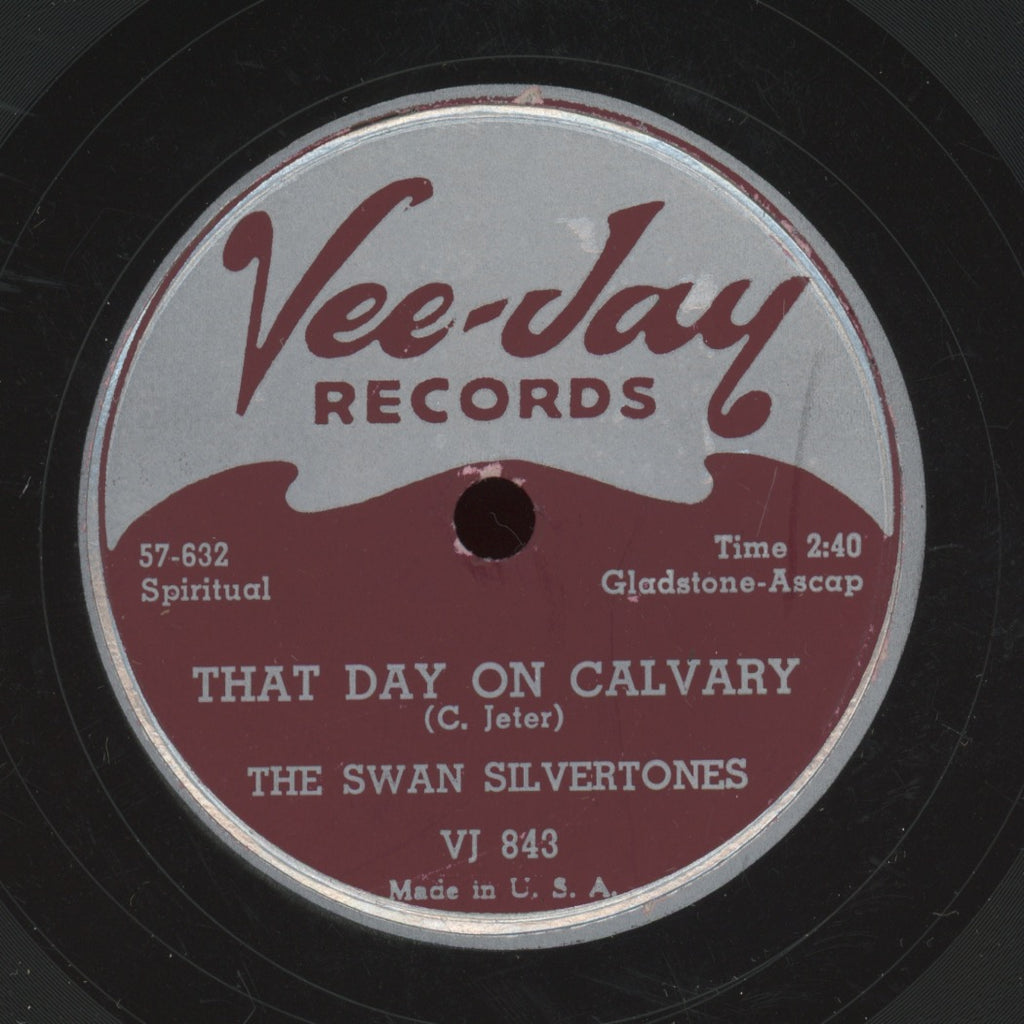 Vee-Jay
RECORDS
57-632
Spiritual
Time 2:40
Gladstone-Ascap
THAT DAY ON CALVARY
(C. Jeter)
THE SWAN SILVERTONES
VJ 843
Made in U. S. A.